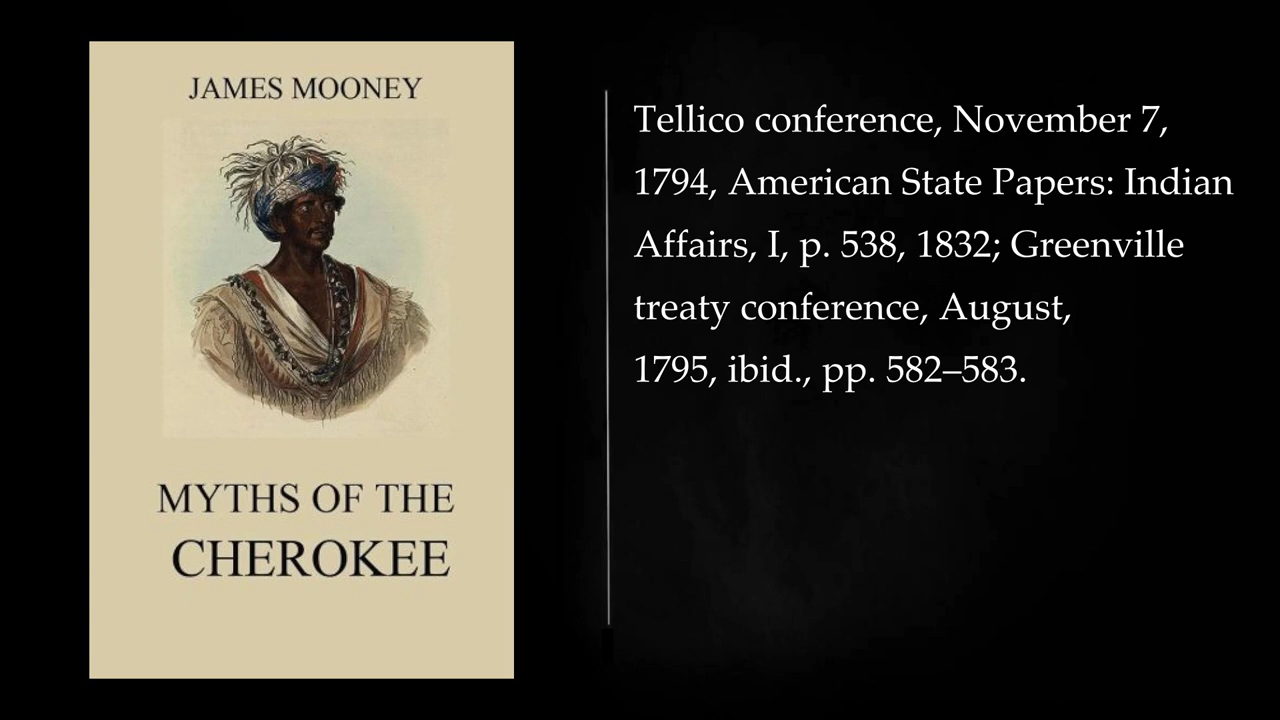 JAMES MOONEY
MYTHS OF THE
CHEROKEE
Tellico conference, November 7,
1794, American State Papers: Indian
Affairs, I, p. 538, 1832; Greenville
treaty conference, August,
1795, ibid., pp. 582–583.